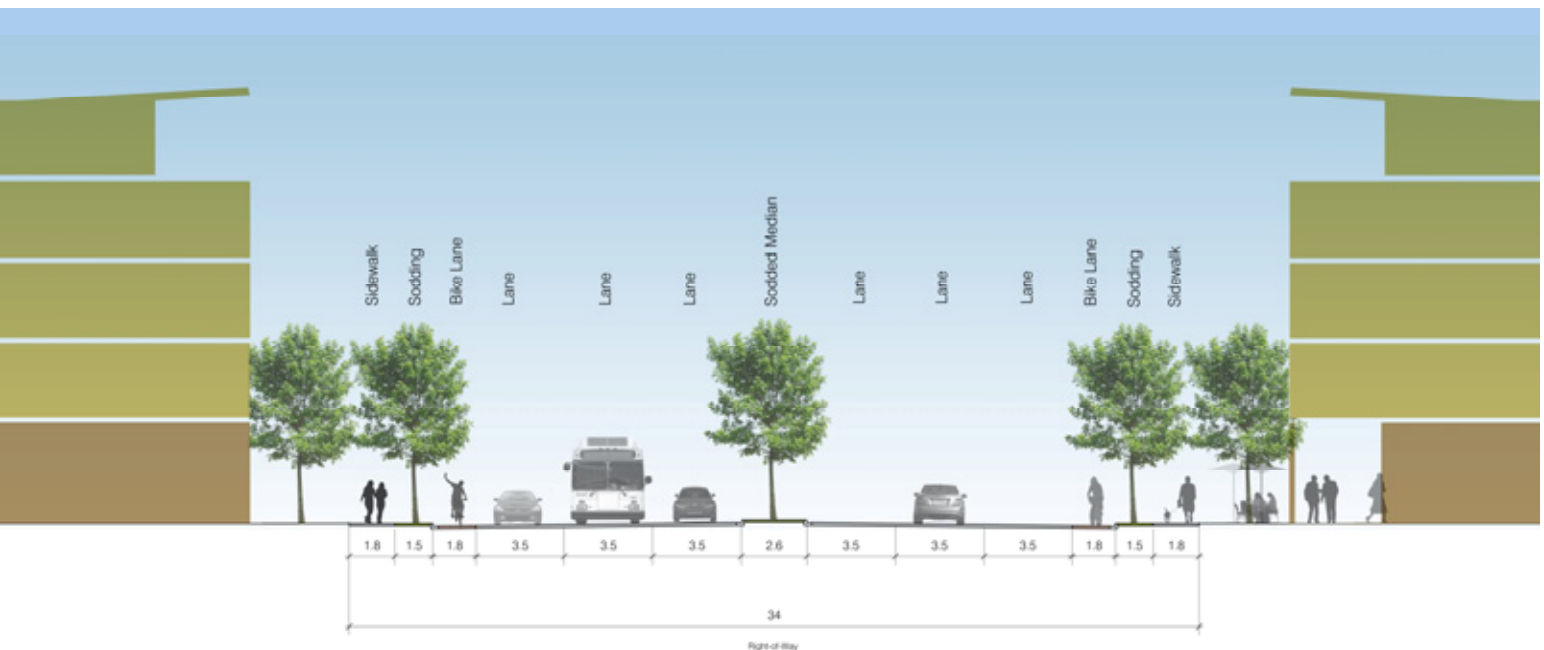 Sidewalk
Sodding
Bike Lane
Lane
Lane
Lane
Sodded Median
Lane
Lane
Lane
Bike Lane
Sodding
Sidewalk
1.8 1.5 1.8 3.5 3.5 3.5 2.6 3.5 3.5 3.5 1.8 1.5 1.8
34
Right-of-Way